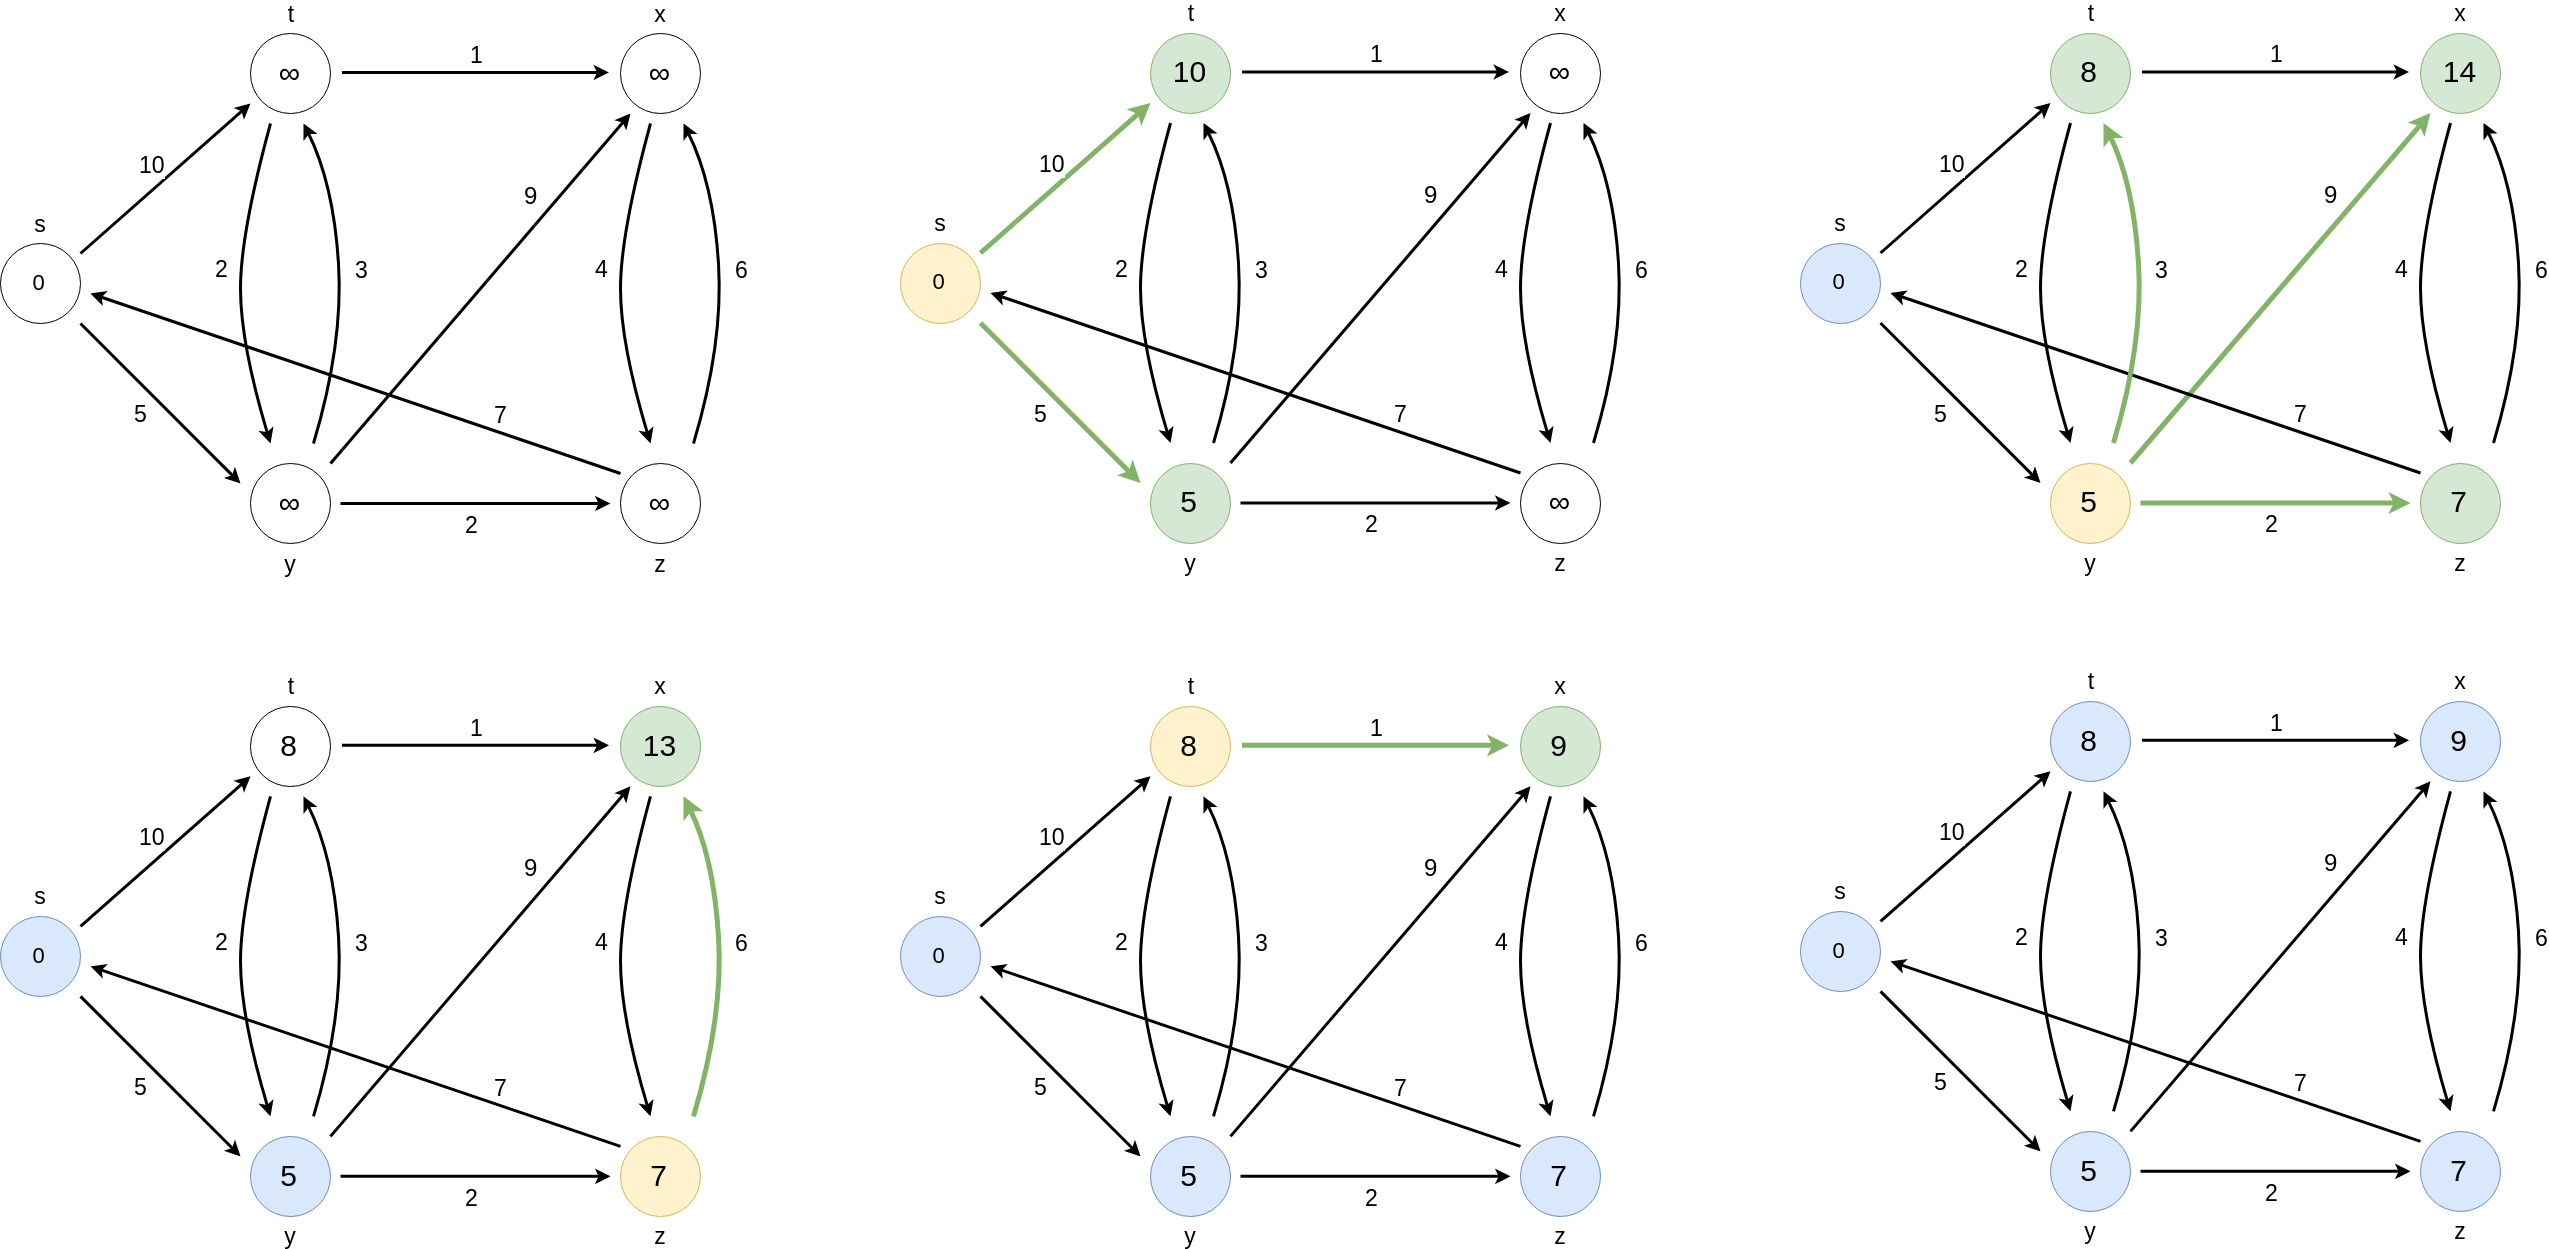 t x t x t x
∞ 1 ∞ 10 1 ∞ 8 1 14
10 9 10 9 10 9
s s s
0 2 3 4 6 0 2 3 4 6 0 2 3 4 6
5 7 5 7 5 7
∞ 2 ∞ 5 2 ∞ 5 2 7
y z y z y z
t x t x t x
8 1 13 8 1 9 8 1 9
10 9 10 9 10 9
s s s
0 2 3 4 6 0 2 3 4 6 0 2 3 4 6
5 7 5 7 5 7
5 2 7 5 2 7 5 2 7
y z y z y z